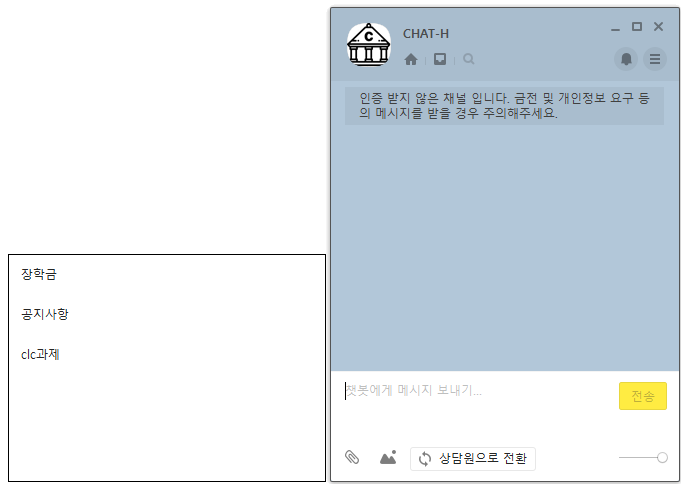 CHAT-H
인증 받지 않은 채널 입니다. 금전 및 개인정보 요구 등
의 메시지를 받을 경우 주의해주세요.
장학금
공지사항
clc과제
챗봇에게 메시지 보내기...
전송
상담원으로 전환